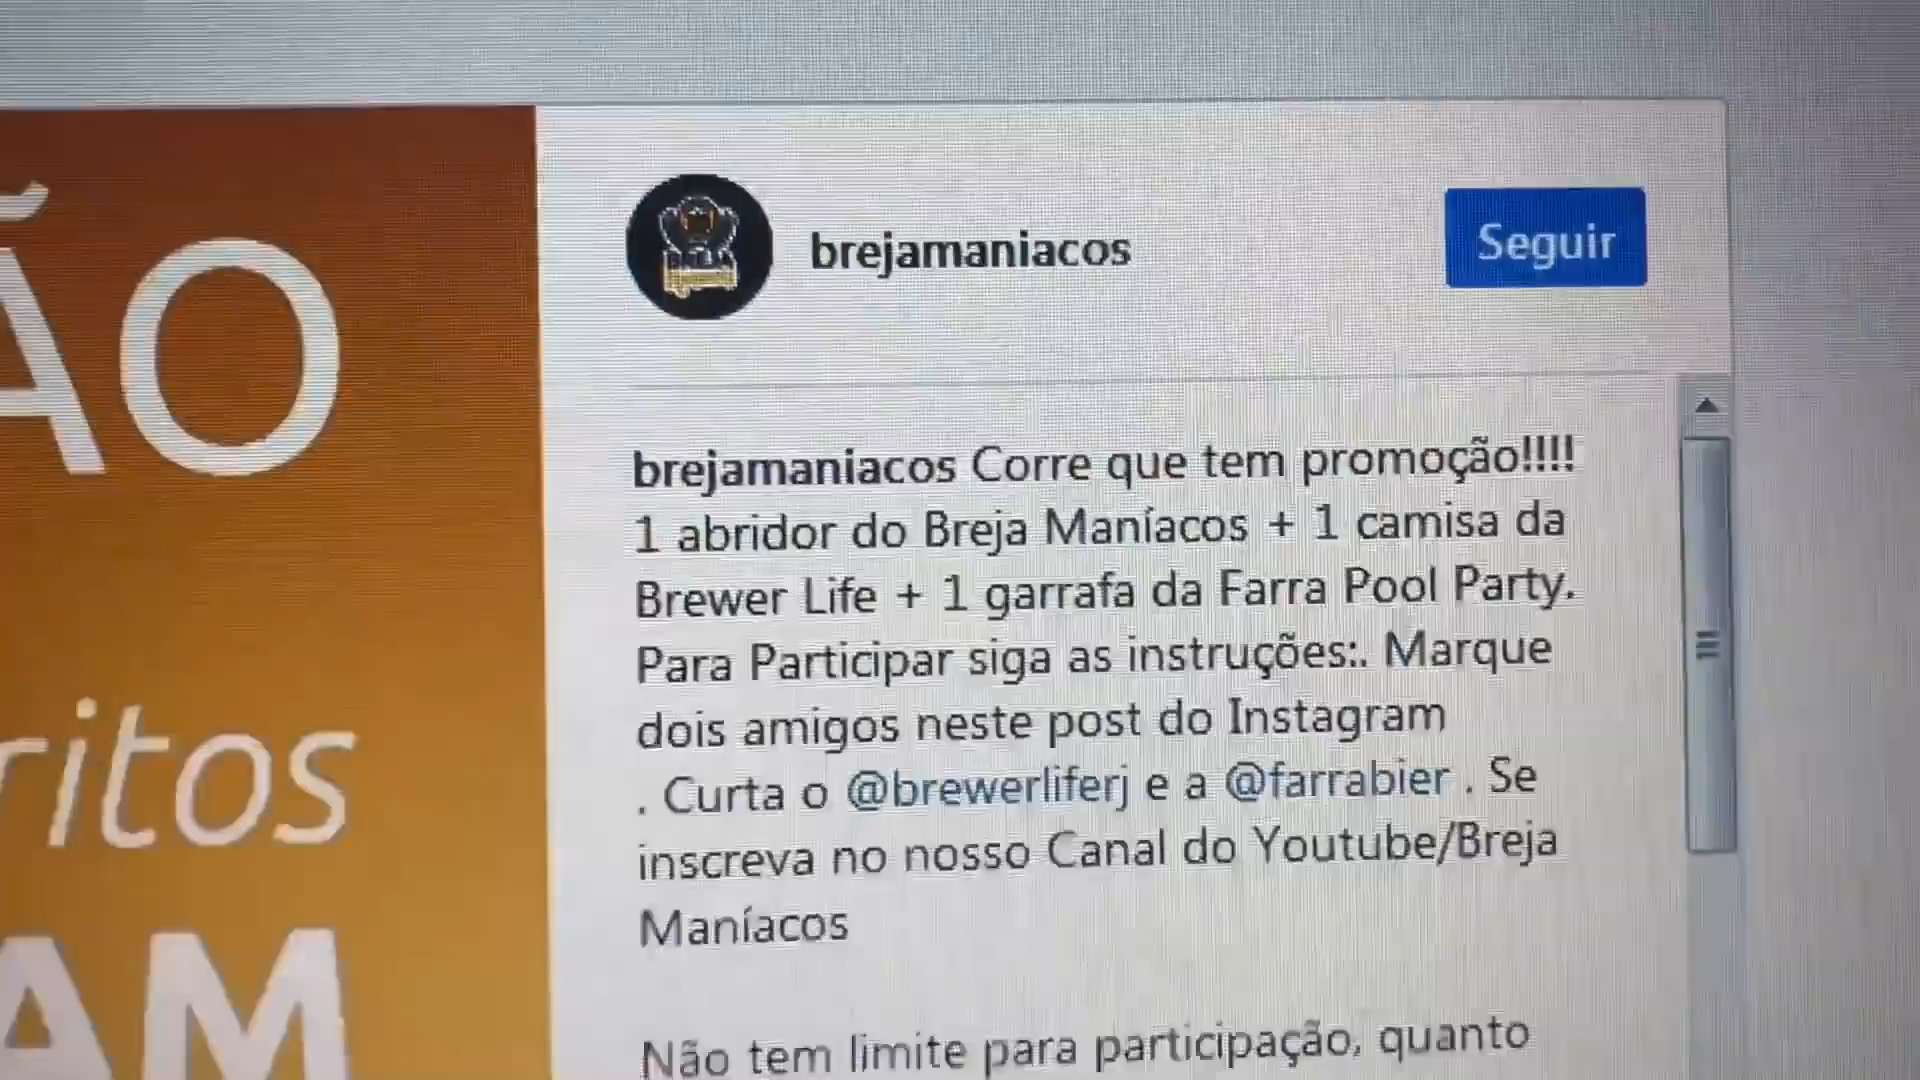 ÃO
ritos
AM
brejamaniacos
Seguir
brejamaniacos Corre que tem promoção!!!!
1 abridor do Breja Maníacos + 1 camisa da
Brewer Life + 1 garrafa da Farra Pool Party.
Para Participar siga as instruções:. Marque
dois amigos neste post do Instagram
. Curta o @brewerliferj e a @farrabier . Se
inscreva no nosso Canal do Youtube/Breja
Maníacos
Não tem limite para participação, quanto